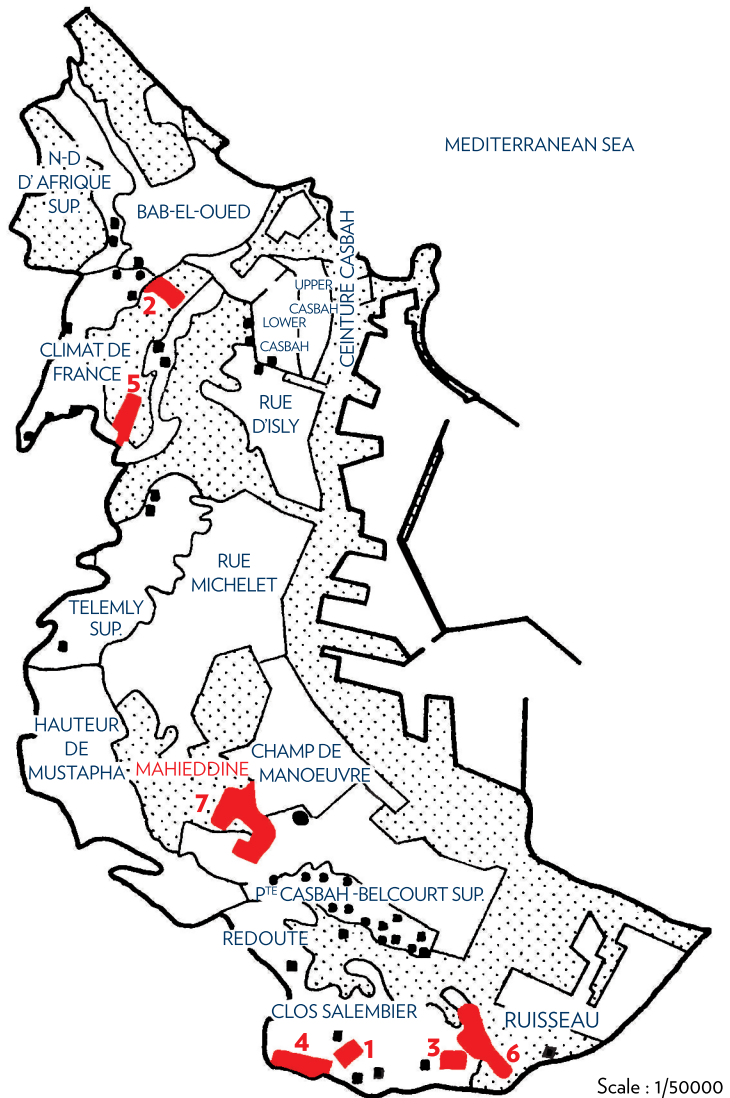 MEDITERRANEAN SEA
N-D
D' AFRIQUE
SUP.
BAB-EL-OUED
CEINTURE CASBAH
UPPER
CASBAH
LOWER
CASBAH
2
CLIMAT DE
FRANCE
5
RUE
D'ISLY
RUE
MICHELET
TELEMLY
SUP.
HAUTEUR
DE
MUSTAPHA
MAHIEDDINE
CHAMP DE
MANOEUVRE
7
PTE CASBAH -BELCOURT SUP.
REDOUTE
CLOS SALEMBIER
RUISSEAU
4
1
3
6
Scale : 1/50000